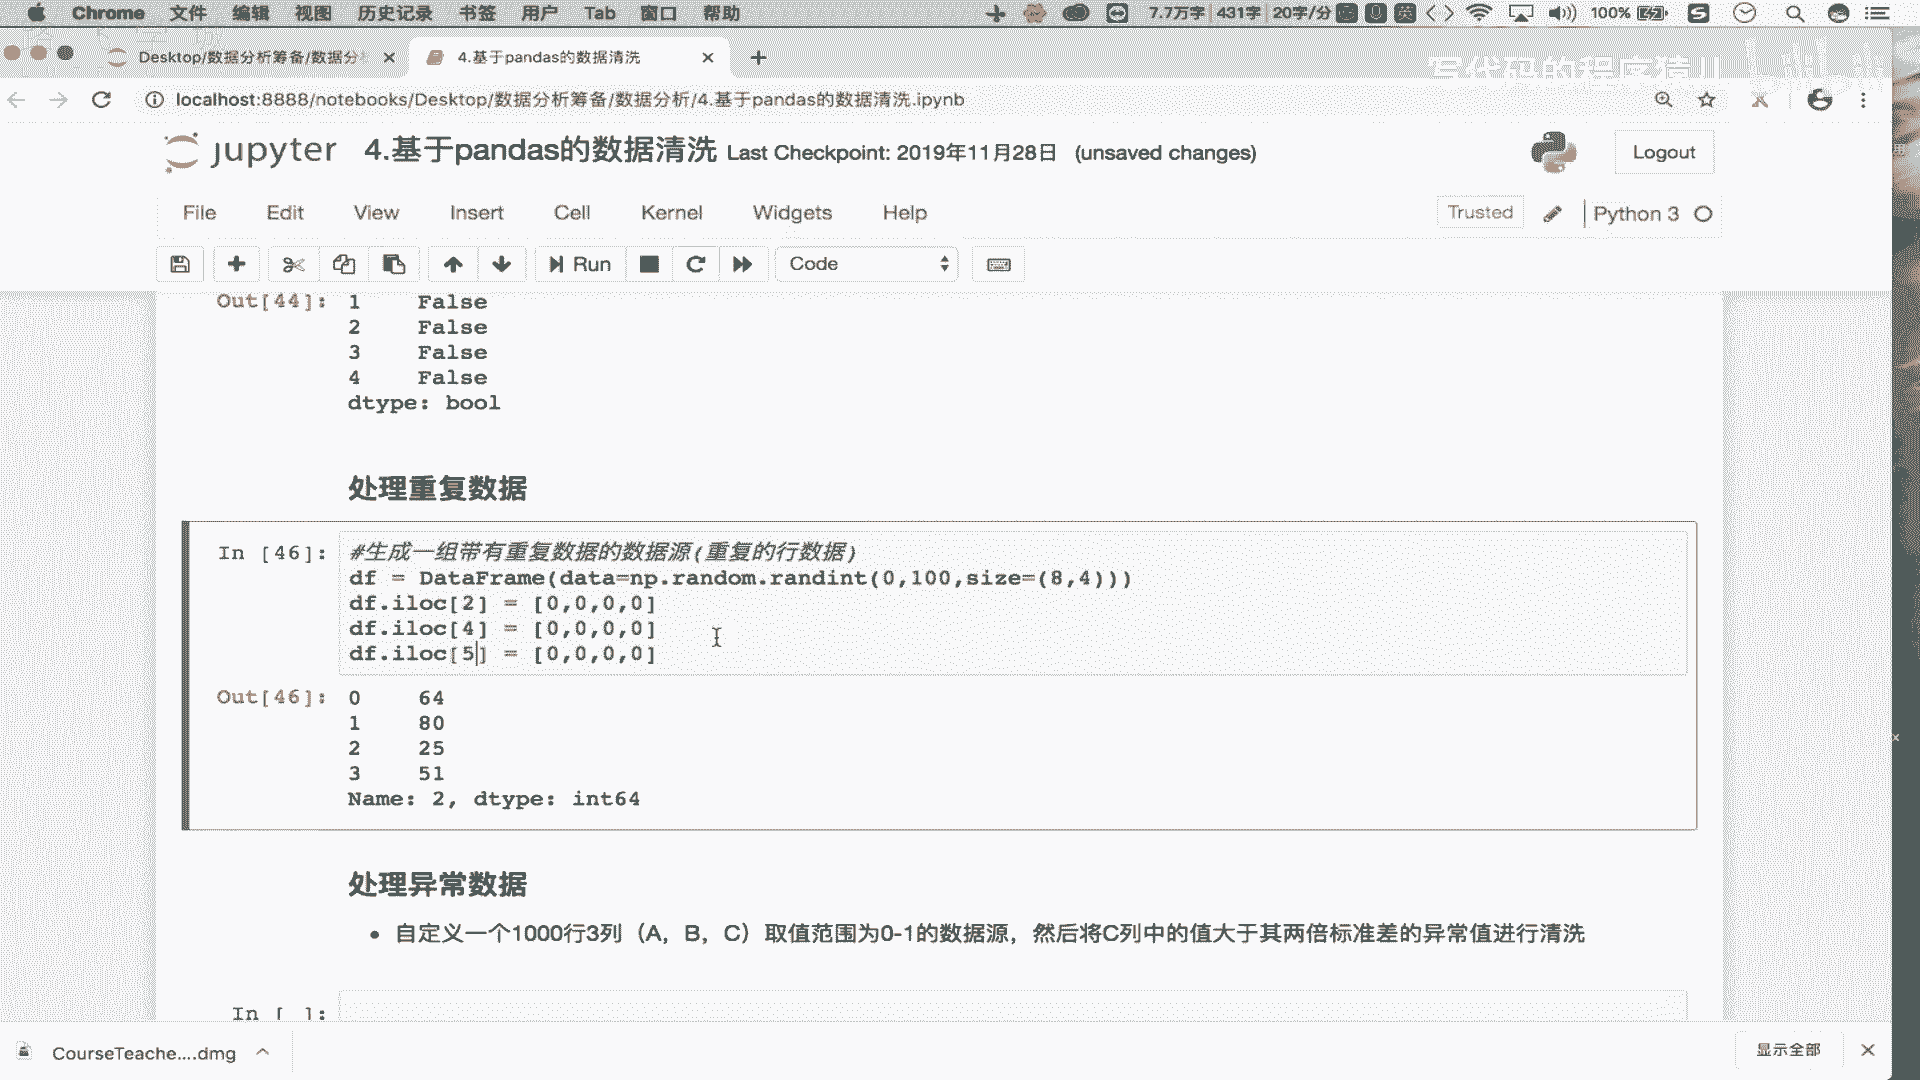 Chrome 文件 编辑 视图 历史记录 书签 用户 Tab 窗口 帮助 7.7万字 431字 20字/分 英 100%
Desktop/数据分析筹备/数据分 4.基于pandas的数据清洗
写代码的程序猿儿 bilibili
localhost:8888/notebooks/Desktop/数据分析筹备/数据分析/4.基于pandas的数据清洗.ipynb
jupyter 4.基于pandas的数据清洗 Last Checkpoint: 2019年11月28日 (unsaved changes) Logout
File Edit View Insert Cell Kernel Widgets Help Trusted Python 3
Run Code
Out[44]: 1 False
2 False
3 False
4 False
dtype: bool
处理重复数据
In [46]: #生成一组带有重复数据的数据源(重复的行数据)
df = DataFrame(data=np.random.randint(0,100,size=(8,4)))
df.iloc[2] = [0,0,0,0]
df.iloc[4] = [0,0,0,0]
df.iloc[5] = [0,0,0,0]
Out[46]: 0 64
1 80
2 25
3 51
Name: 2, dtype: int64
处理异常数据
• 自定义一个1000行3列（A，B，C）取值范围为0-1的数据源，然后将C列中的值大于其两倍标准差的异常值进行清洗
In [ ]:
CourseTeache....dmg 显示全部